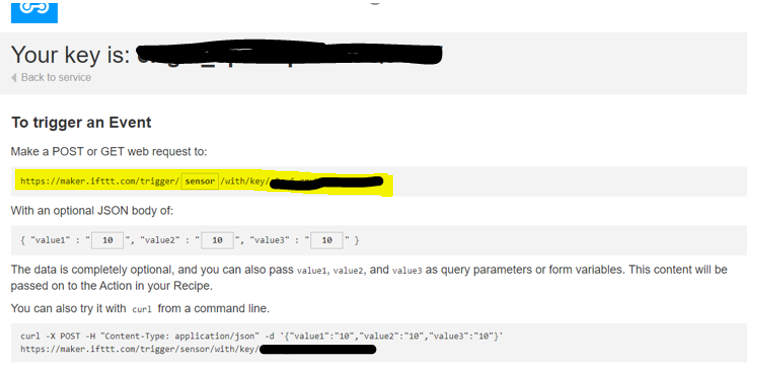 Your key is:
Back to service
To trigger an Event
Make a POST or GET web request to:
https://maker.ifttt.com/trigger/ sensor /with/key/
With an optional JSON body of:
{ "value1" : " 10 ", "value2" : " 10 ", "value3" : " 10 " }
The data is completely optional, and you can also pass value1, value2, and value3 as query parameters or form variables. This content will be
passed on to the Action in your Recipe.
You can also try it with curl from a command line.
curl -X POST -H "Content-Type: application/json" -d '{"value1":"10","value2":"10","value3":"10"}'
https://maker.ifttt.com/trigger/sensor/with/key/